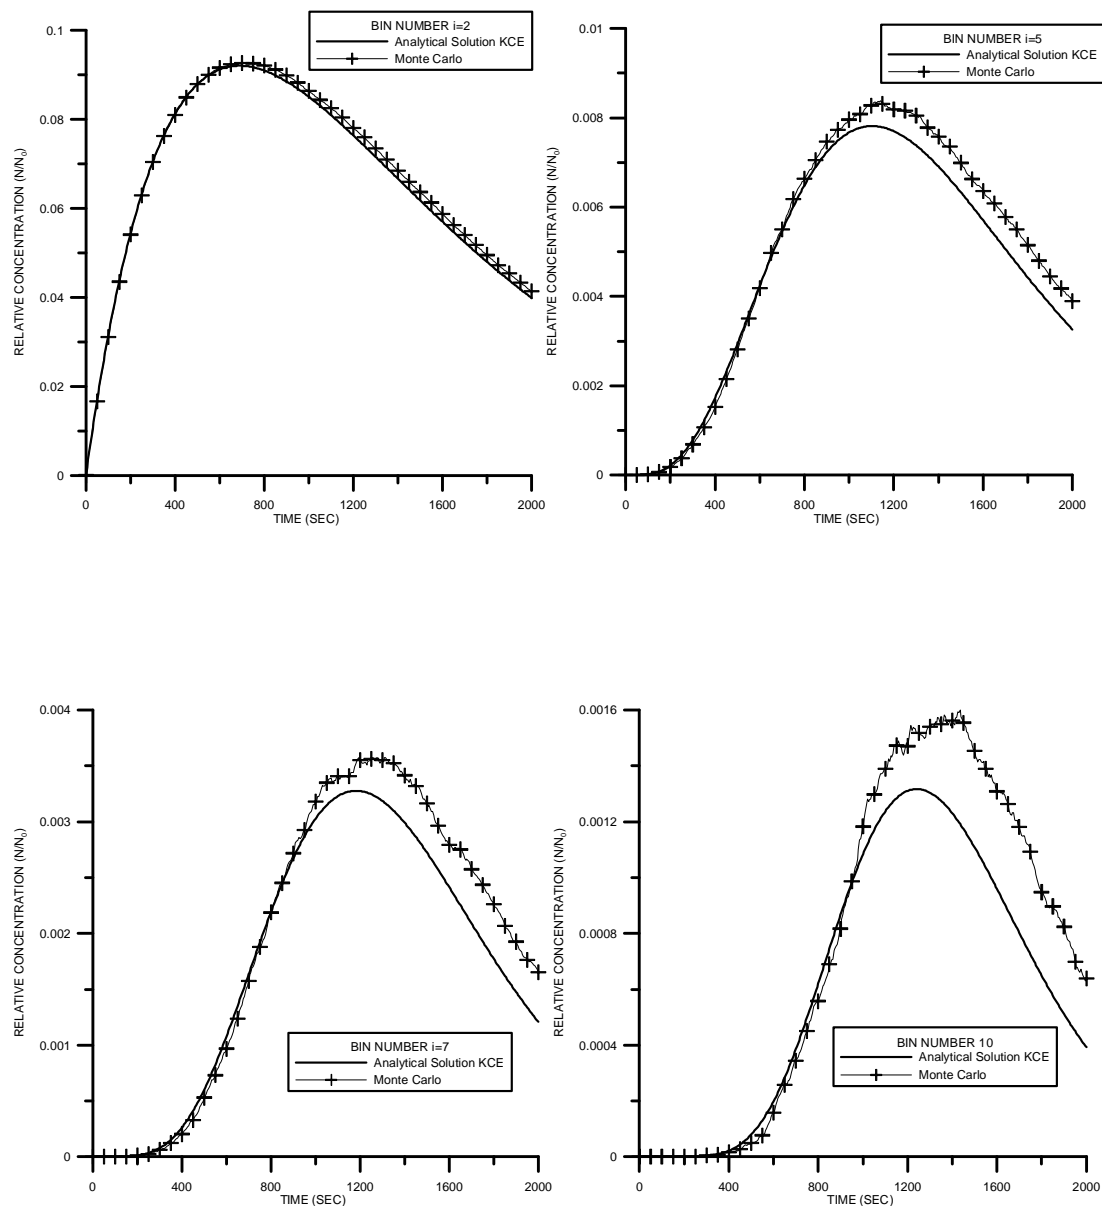 BIN NUMBER i=2
Analytical Solution KCE
Monte Carlo
0.1
0.08
0.06
0.04
0.02
0
RELATIVE CONCENTRATION (N/N₀)
0 400 800 1200 1600 2000
TIME (SEC)
BIN NUMBER i=5
Analytical Solution KCE
Monte Carlo
0.01
0.008
0.006
0.004
0.002
0
RELATIVE CONCENTRATION (N/N₀)
0 400 800 1200 1600 2000
TIME (SEC)
0.004
0.003
0.002
0.001
0
RELATIVE CONCENTRATION (N/N₀)
BIN NUMBER i=7
Analytical Solution KCE
Monte Carlo
0 400 800 1200 1600 2000
TIME (SEC)
0.0016
0.0012
0.0008
0.0004
0
RELATIVE CONCENTRATION (N/N₀)
BIN NUMBER 10
Analytical Solution KCE
Monte Carlo
0 400 800 1200 1600 2000
TIME (SEC)